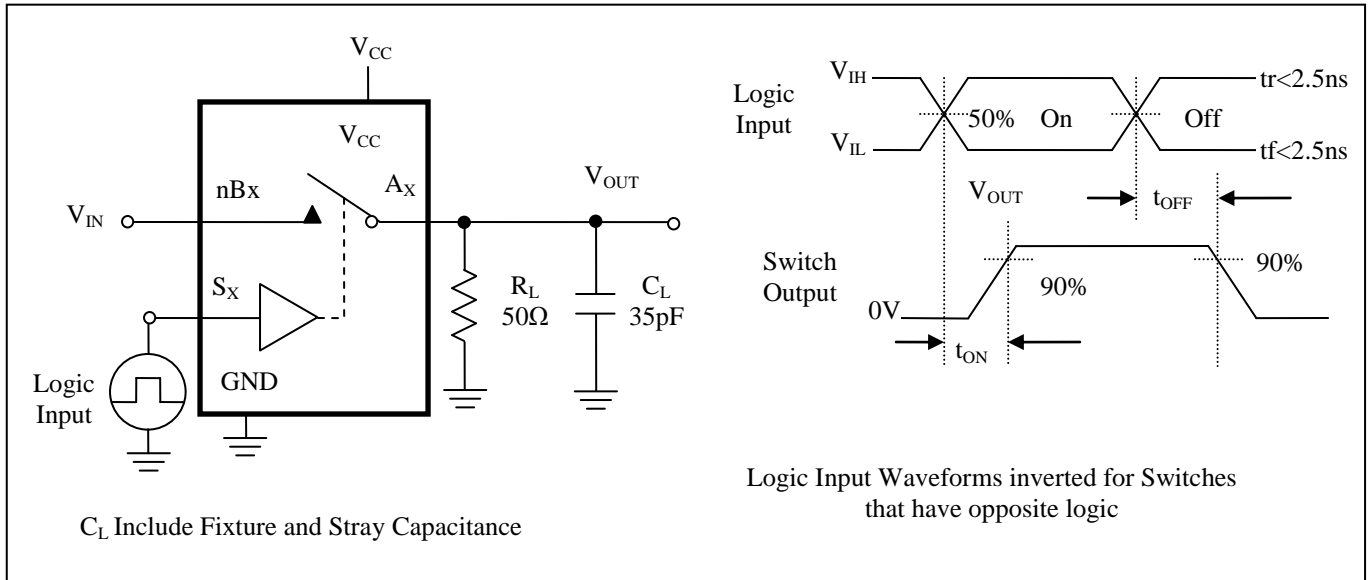 V_CC
V_CC
nBx
A_X
V_OUT
V_IN
S_X
R_L
50Ω
C_L
35pF
Logic
Input
GND
C_L Include Fixture and Stray Capacitance
Logic
Input
V_IH
V_IL
50%
On
Off
tr<2.5ns
tf<2.5ns
V_OUT
t_OFF
Switch
Output
0V
90%
90%
t_ON
Logic Input Waveforms inverted for Switches
that have opposite logic